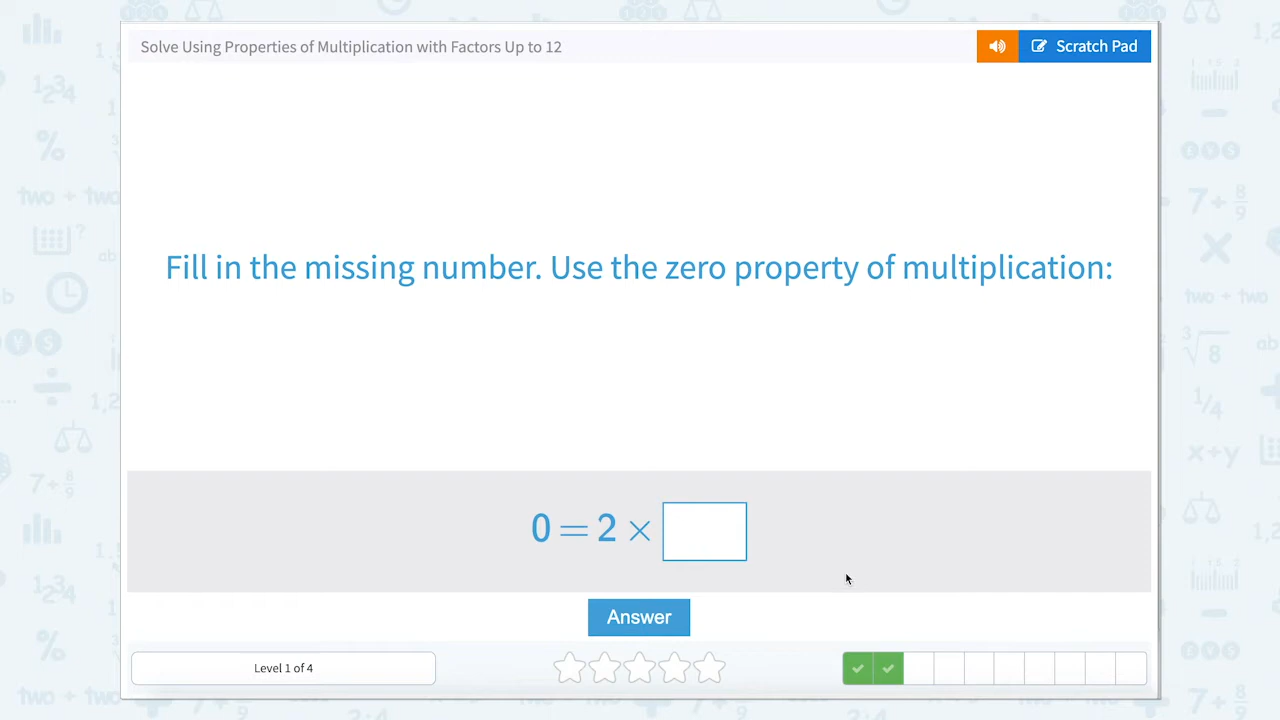 Solve Using Properties of Multiplication with Factors Up to 12
Scratch Pad
Fill in the missing number. Use the zero property of multiplication:
0 = 2 ×
Answer
Level 1 of 4